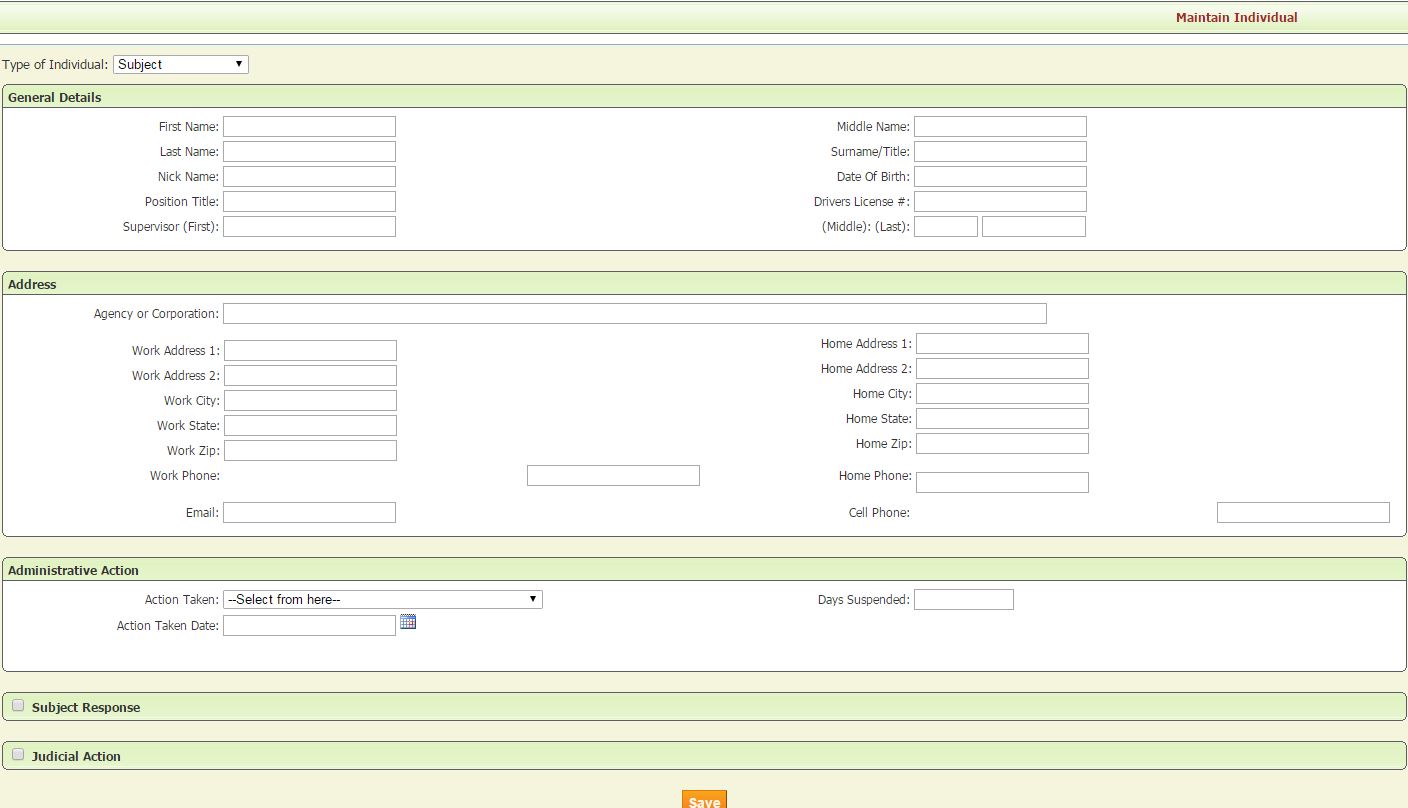 Maintain Individual
Type of Individual: Subject
General Details
First Name: Middle Name:
Last Name: Surname/Title:
Nick Name: Date Of Birth:
Position Title: Drivers License #:
Supervisor (First): (Middle): (Last):
Address
Agency or Corporation:
Work Address 1: Home Address 1:
Work Address 2: Home Address 2:
Work City: Home City:
Work State: Home State:
Work Zip: Home Zip:
Work Phone: Home Phone:
Email: Cell Phone:
Administrative Action
Action Taken: --Select from here-- Days Suspended:
Action Taken Date:
Subject Response
Judicial Action
Save